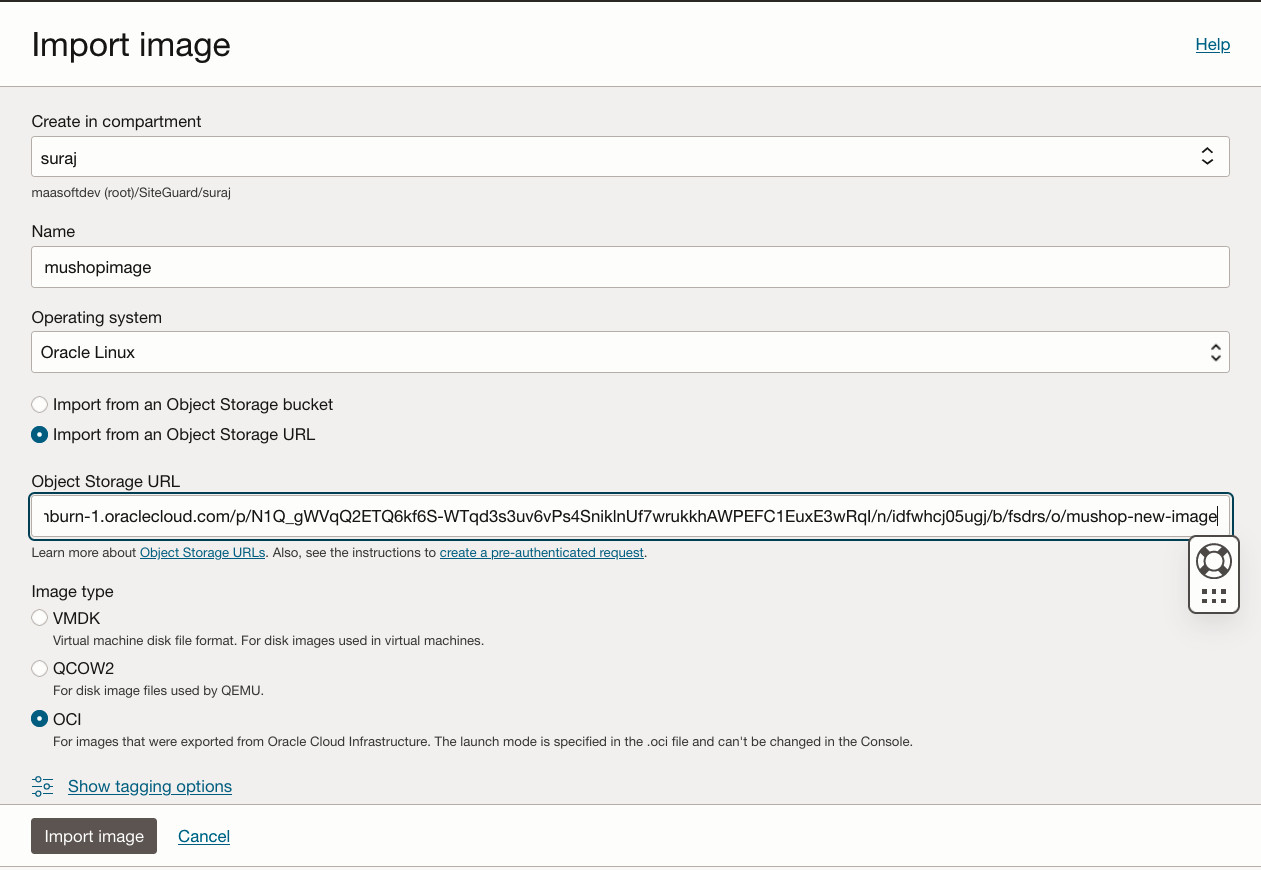 Import image
Help
Create in compartment
suraj
maasoftdev (root)/SiteGuard/suraj
Name
mushopimage
Operating system
Oracle Linux
Import from an Object Storage bucket
Import from an Object Storage URL
Object Storage URL
nburn-1.oraclecloud.com/p/N1Q_gWVqQ2ETQ6kf6S-WTqd3s3uv6vPs4SniklnUf7wrukkhAWPEFC1EuxE3wRqI/n/idfwhcj05ugj/b/fsdrs/o/mushop-new-image
Learn more about Object Storage URLs. Also, see the instructions to create a pre-authenticated request.
Image type
VMDK
Virtual machine disk file format. For disk images used in virtual machines.
QCOW2
For disk image files used by QEMU.
OCI
For images that were exported from Oracle Cloud Infrastructure. The launch mode is specified in the .oci file and can't be changed in the Console.
Show tagging options
Import image
Cancel